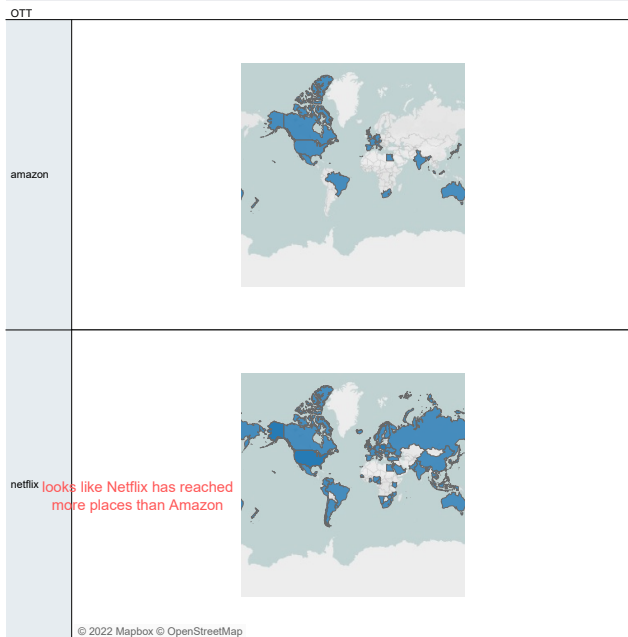 OTT
amazon
netflix
looks like Netflix has reached
more places than Amazon
© 2022 Mapbox © OpenStreetMap